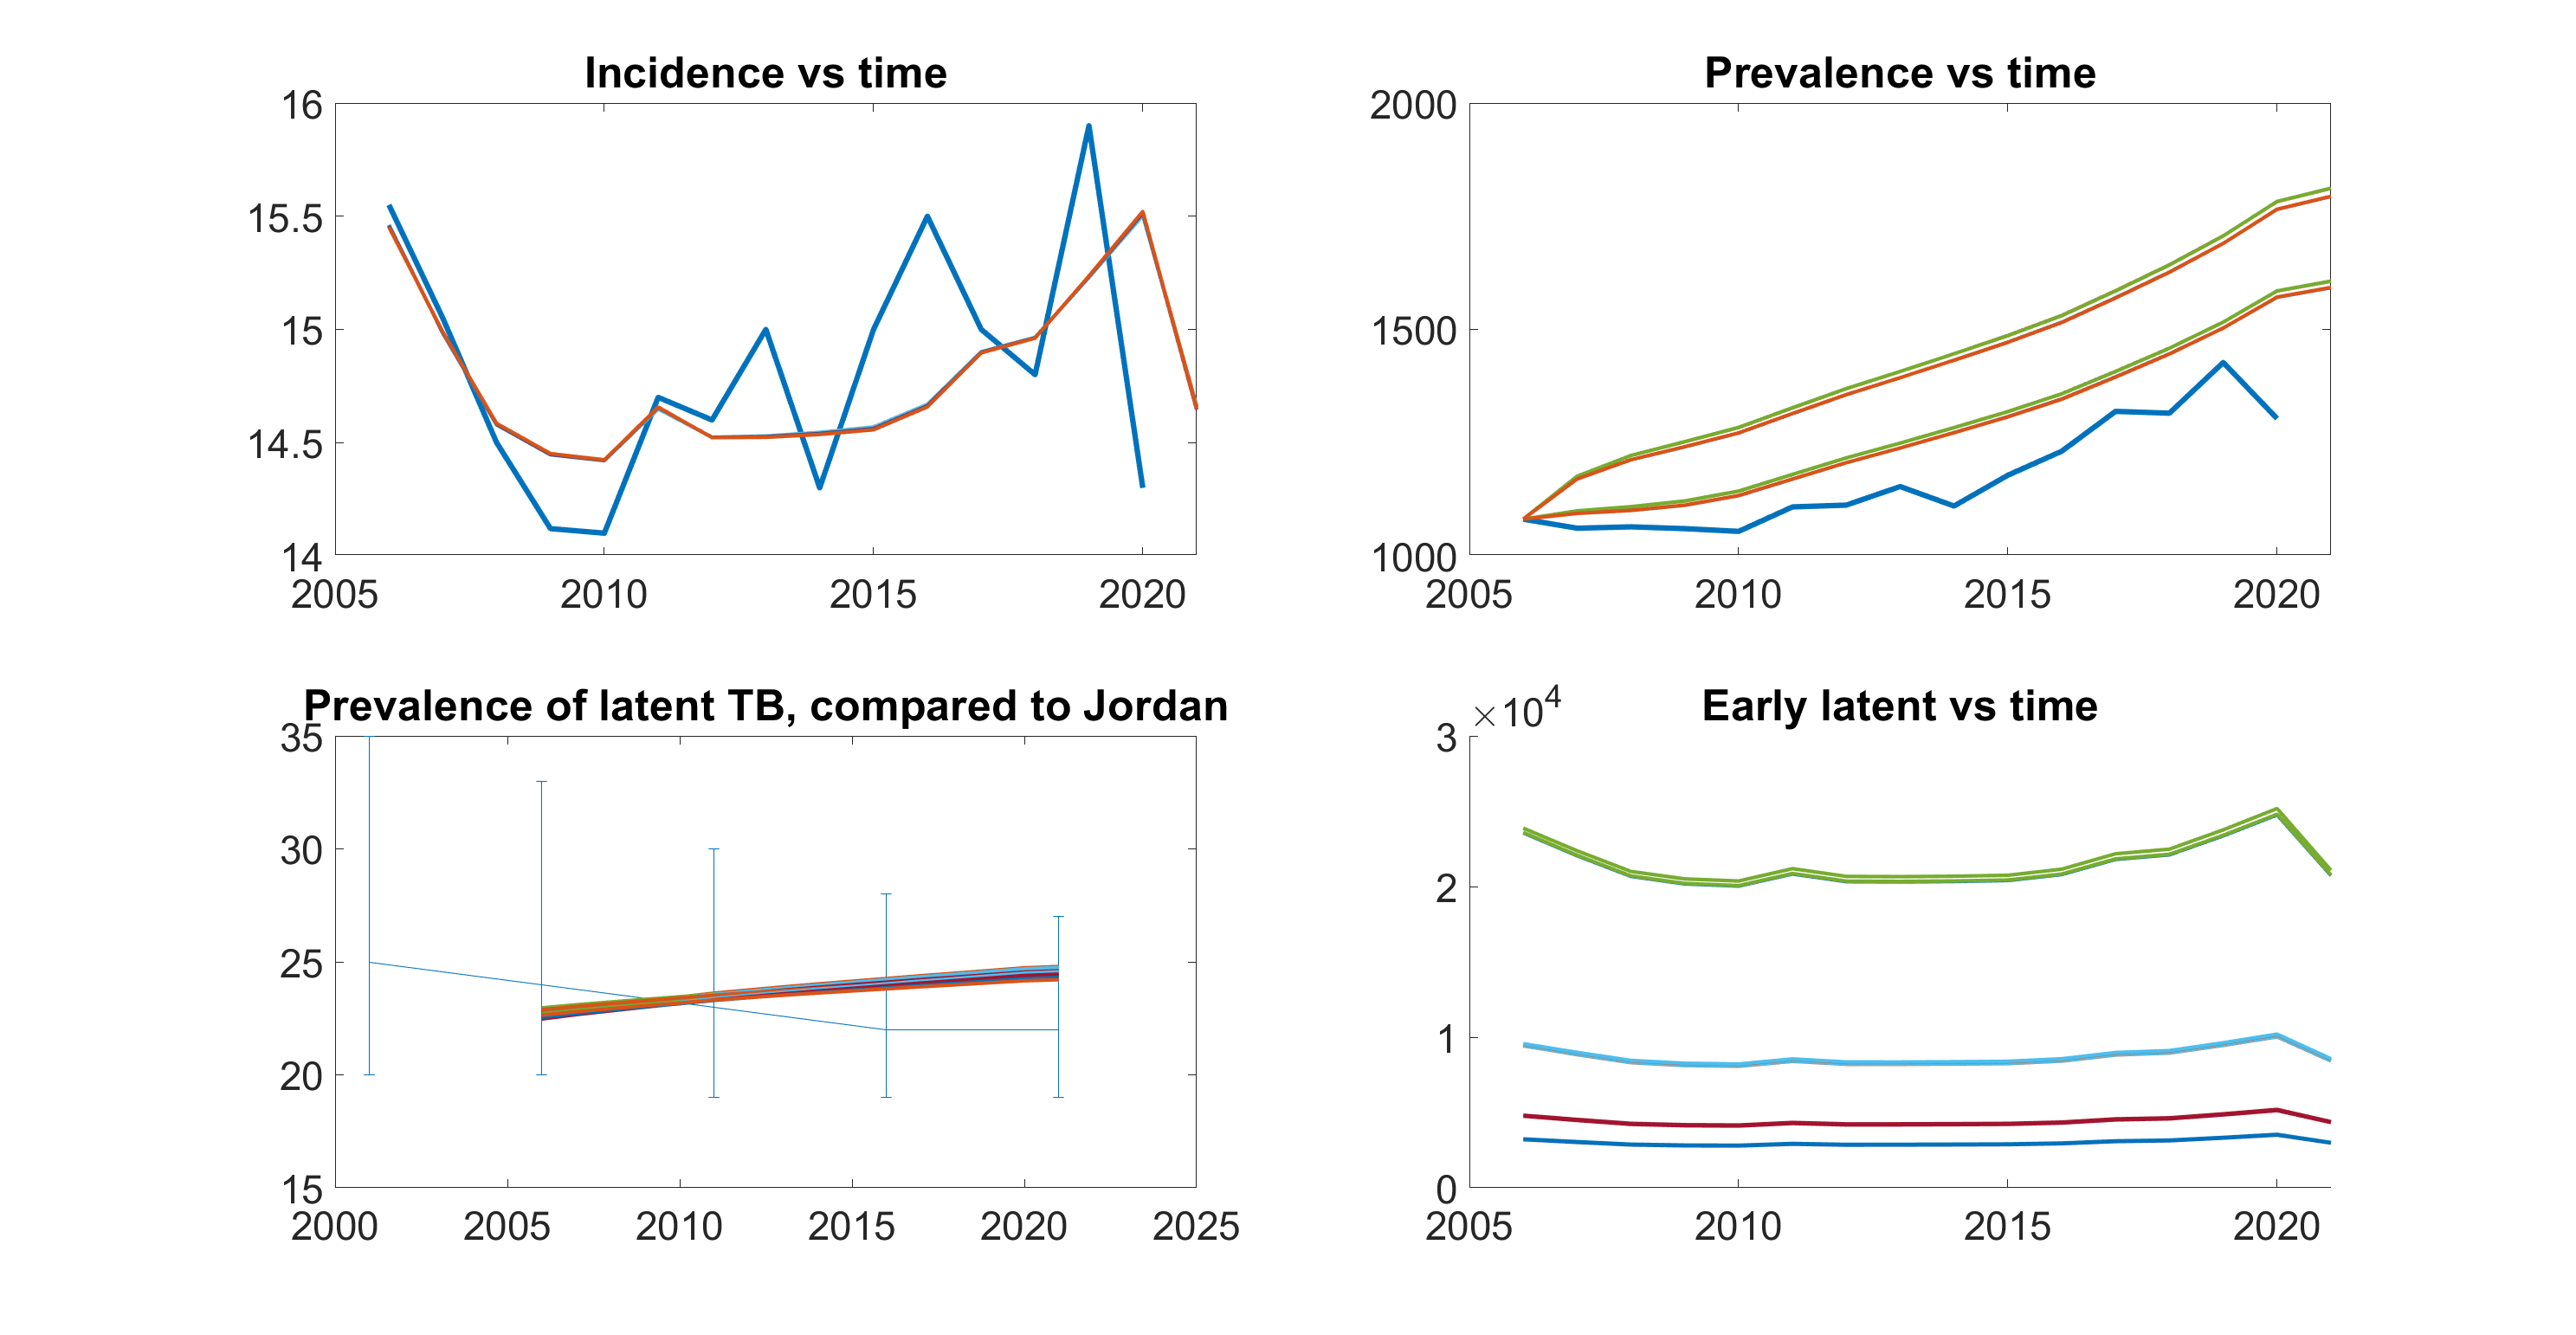 Incidence vs time
16
15.5
15
14.5
14
2005 2010 2015 2020
Prevalence vs time
2000
1500
1000
2005 2010 2015 2020
Prevalence of latent TB, compared to Jordan
35
30
25
20
15
2000 2005 2010 2015 2020 2025
Early latent vs time
×10⁴
3
2
1
0
2005 2010 2015 2020